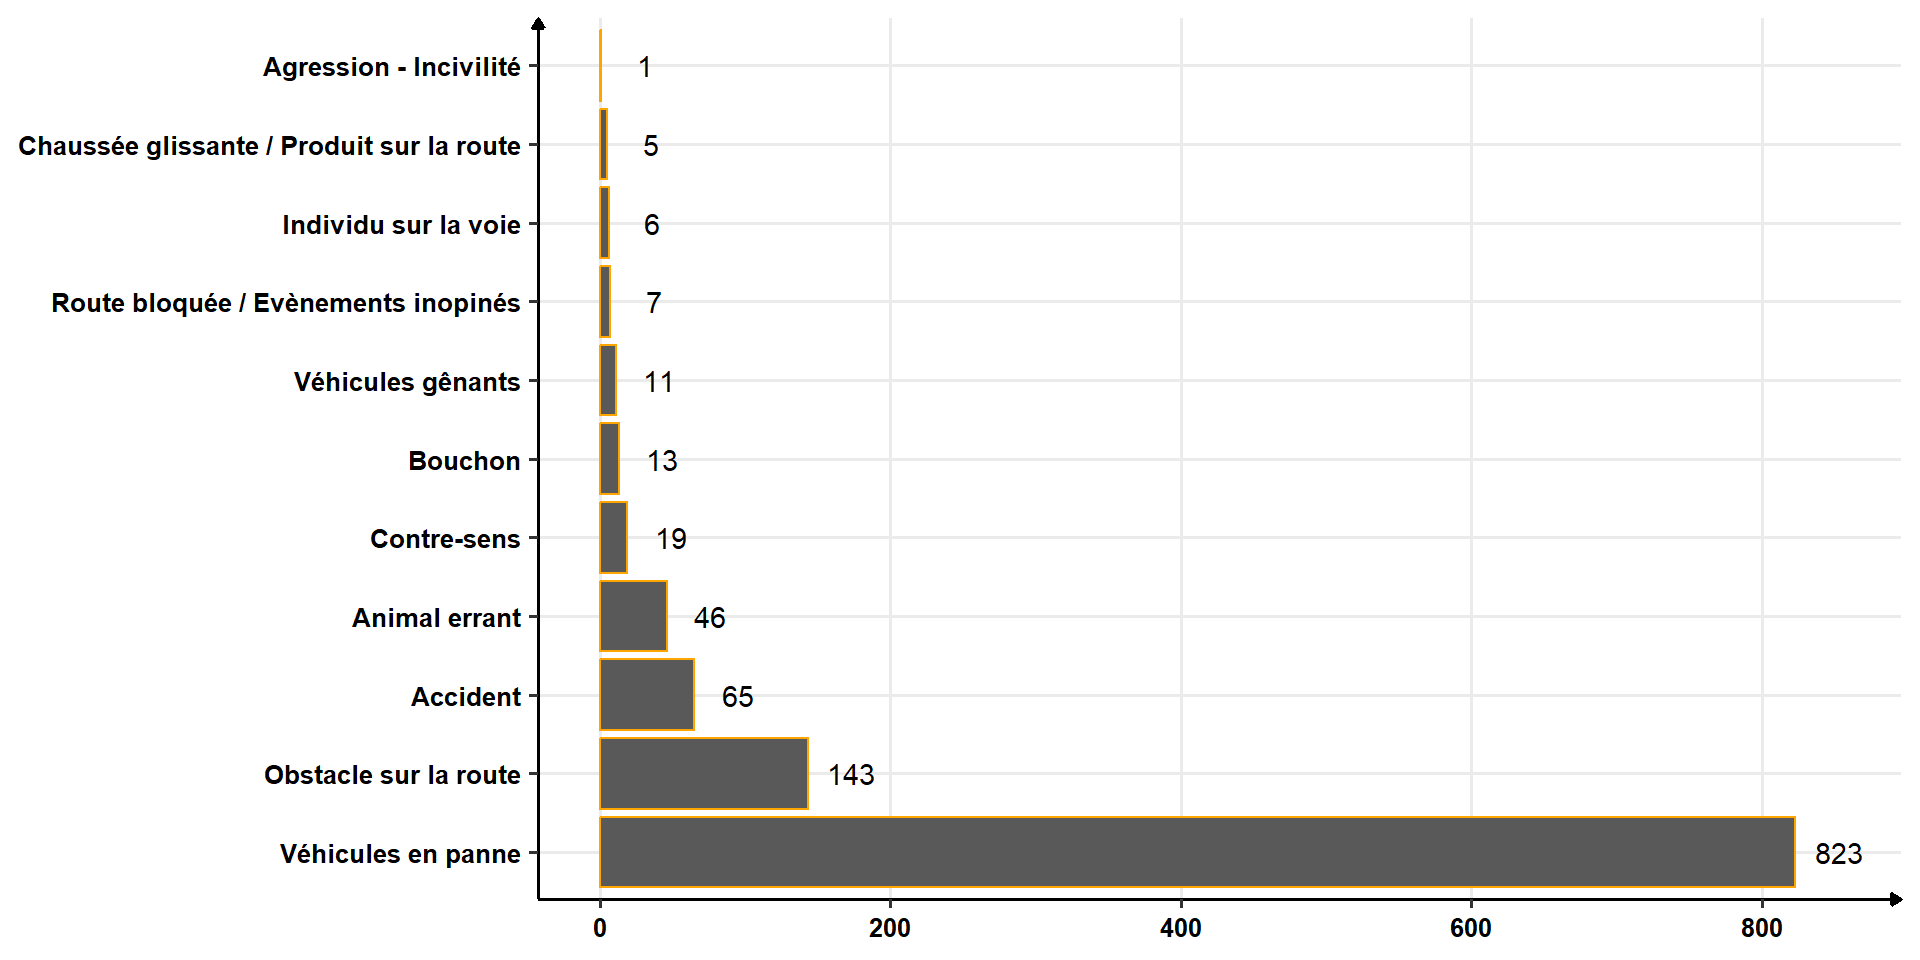 Agression - Incivilité 1
Chaussée glissante / Produit sur la route 5
Individu sur la voie 6
Route bloquée / Evènements inopinés 7
Véhicules gênants 11
Bouchon 13
Contre-sens 19
Animal errant 46
Accident 65
Obstacle sur la route 143
Véhicules en panne 823
0 200 400 600 800